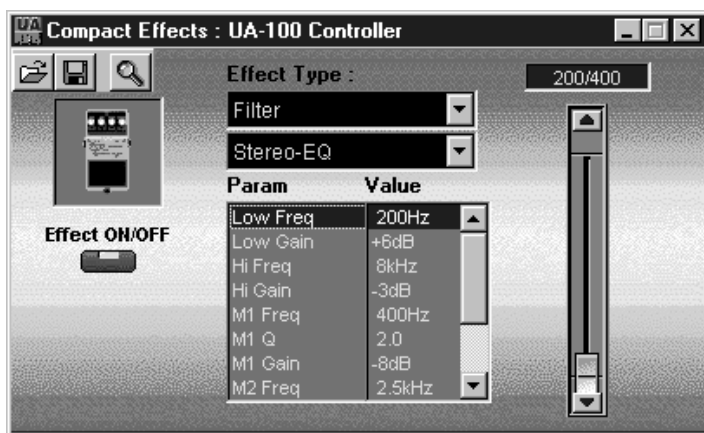 UA
Compact Effects : UA-100 Controller
Effect Type :
200/400
Filter
Stereo-EQ
Param Value
Low Freq 200Hz
Low Gain +6dB
Hi Freq 8kHz
Hi Gain -3dB
M1 Freq 400Hz
M1 Q 2.0
M1 Gain -8dB
M2 Freq 2.5kHz
Effect ON/OFF